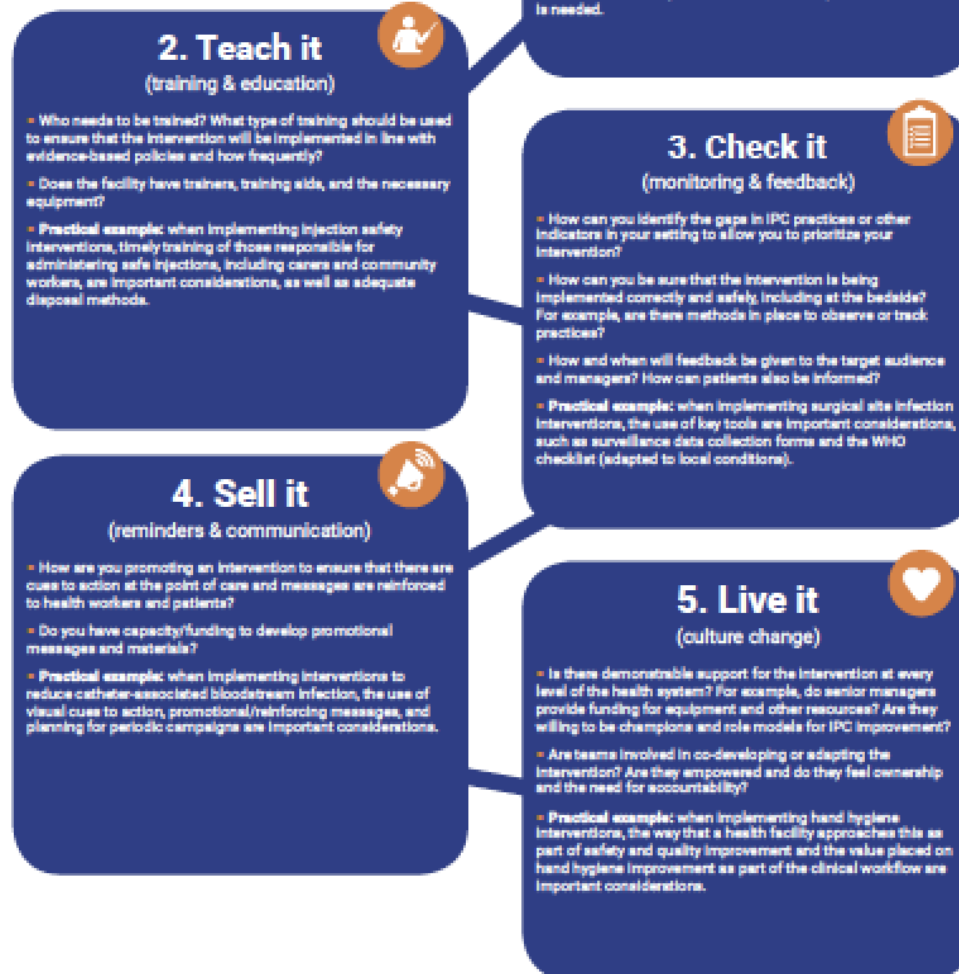 is needed.
2. Teach it
(training & education)
- Who needs to be trained? What type of training should be used
to ensure that the intervention will be implemented in line with
evidence-based policies and how frequently?
- Does the facility have trainers, training aids, and the necessary
equipment?
- Practical example: when implementing injection safety
interventions, timely training of those responsible for
administering safe injections, including carers and community
workers, are important considerations, as well as adequate
disposal methods.
3. Check it
(monitoring & feedback)
- How can you identify the gaps in IPC practices or other
indicators in your setting to allow you to prioritize your
intervention?
- How can you be sure that the intervention is being
implemented correctly and safely, including at the bedside?
For example, are there methods in place to observe or track
practices?
- How and when will feedback be given to the target audience
and managers? How can patients also be informed?
- Practical example: when implementing surgical site infection
interventions, the use of key tools are important considerations,
such as surveillance data collection forms and the WHO
checklist (adapted to local conditions).
4. Sell it
(reminders & communication)
- How are you promoting an intervention to ensure that there are
cues to action at the point of care and messages are reinforced
to health workers and patients?
- Do you have capacity/funding to develop promotional
messages and materials?
- Practical example: when implementing interventions to
reduce catheter-associated bloodstream infection, the use of
visual cues to action, promotional/reinforcing messages, and
planning for periodic campaigns are important considerations.
5. Live it
(culture change)
- Is there demonstrable support for the intervention at every
level of the health system? For example, do senior managers
provide funding for equipment and other resources? Are they
willing to be champions and role models for IPC improvement?
- Are teams involved in co-developing or adapting the
intervention? Are they empowered and do they feel ownership
and the need for accountability?
- Practical example: when implementing hand hygiene
interventions, the way that a health facility approaches this as
part of safety and quality improvement and the value placed on
hand hygiene improvement as part of the clinical workflow are
important considerations.